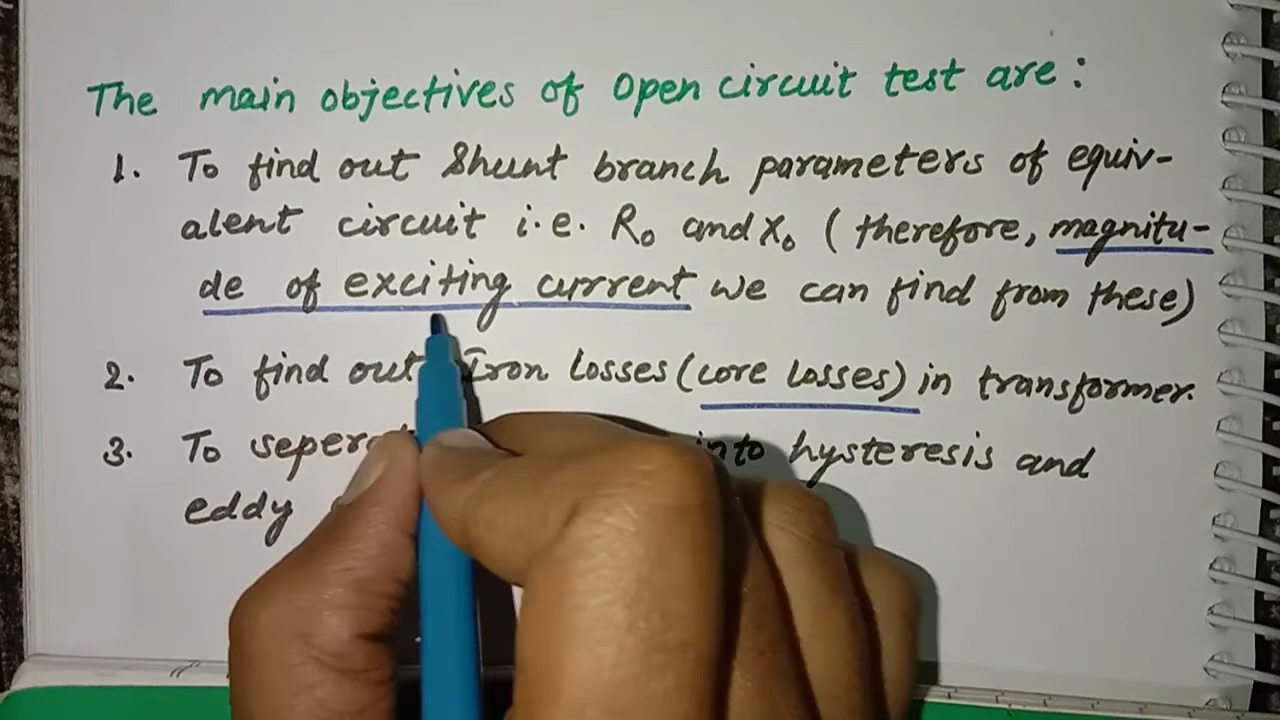 The main objectives of Open circuit test are:
1. To find out Shunt branch parameters of equiv-
alent circuit i.e. R₀ and X₀ (therefore, magnitu-
de of exciting current we can find from these)
2. To find out Iron losses (core losses) in transformer.
3. To into hysteresis and
eddy